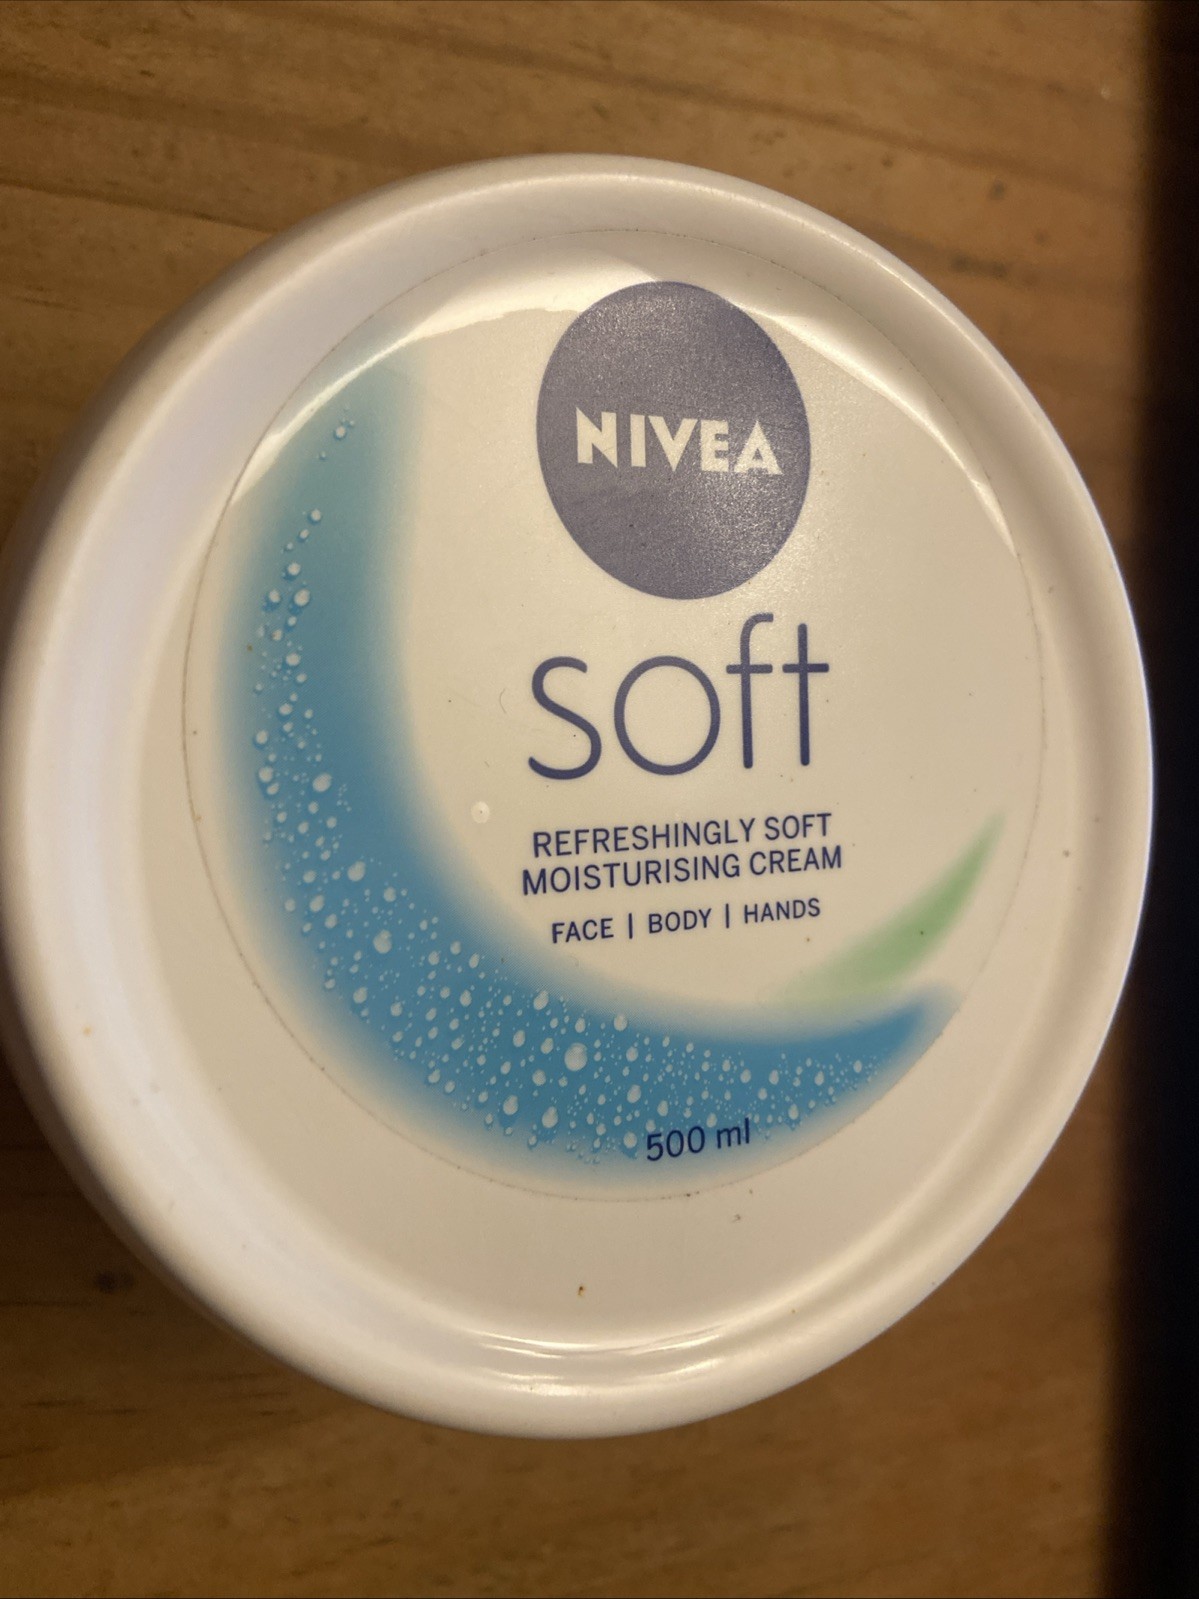 NIVEA
soft
REFRESHINGLY SOFT
MOISTURISING CREAM
FACE | BODY | HANDS
500 ml